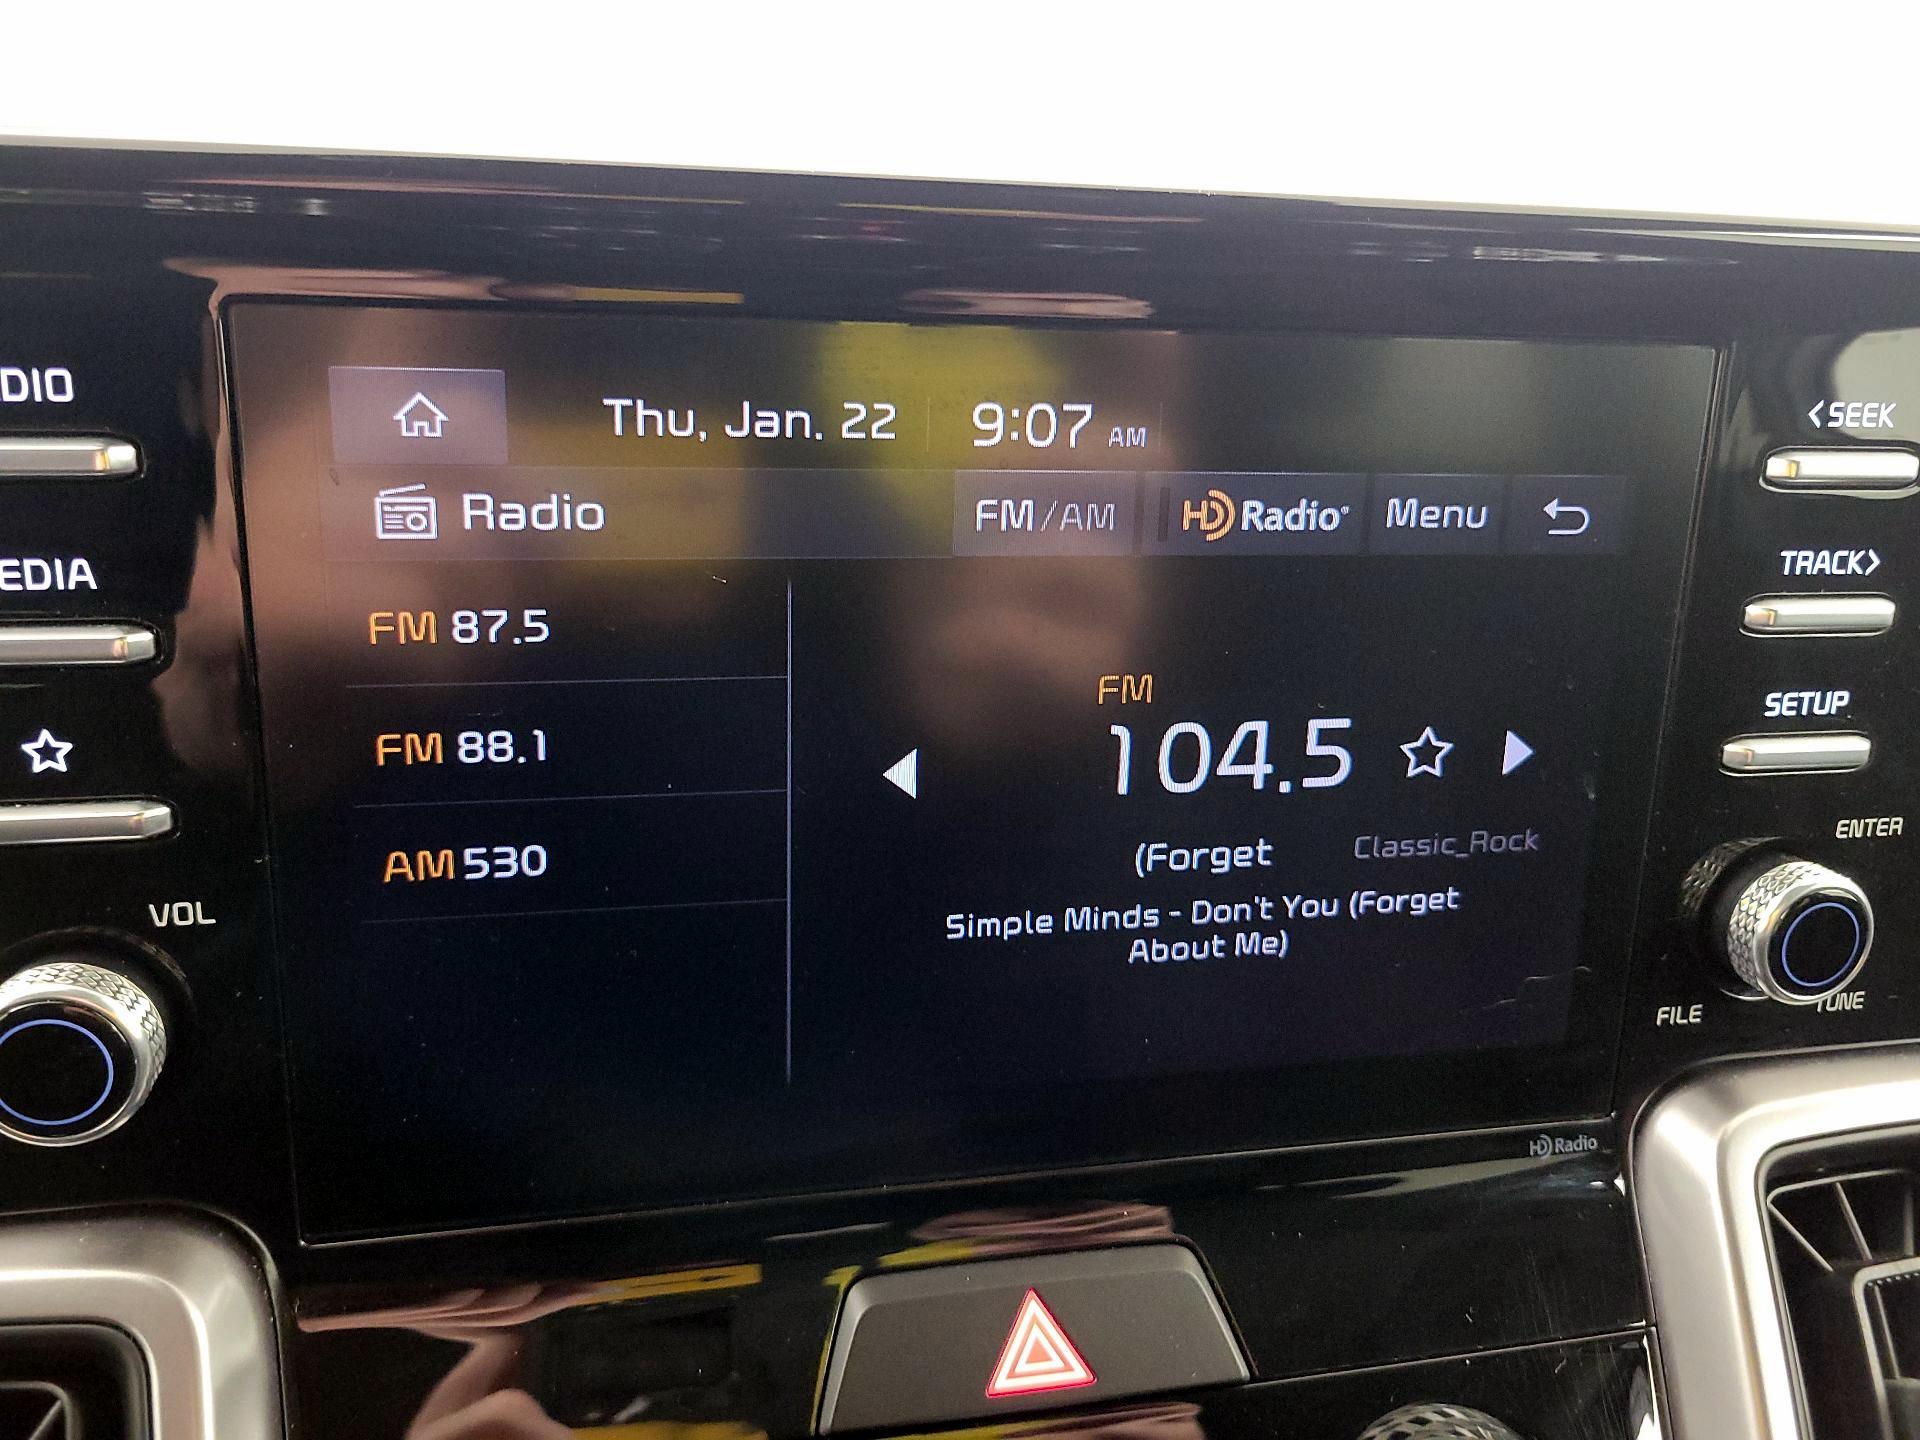 Thu, Jan. 22 9:07 AM
Radio FM/AM HD Radio® Menu
FM 87.5
FM 88.1
AM 530
FM
104.5
(Forget Classic_Rock
Simple Minds - Don't You (Forget
About Me)
HD Radio
DIO
EDIA
VOL
<SEEK
TRACK>
SETUP
ENTER
FILE
TUNE